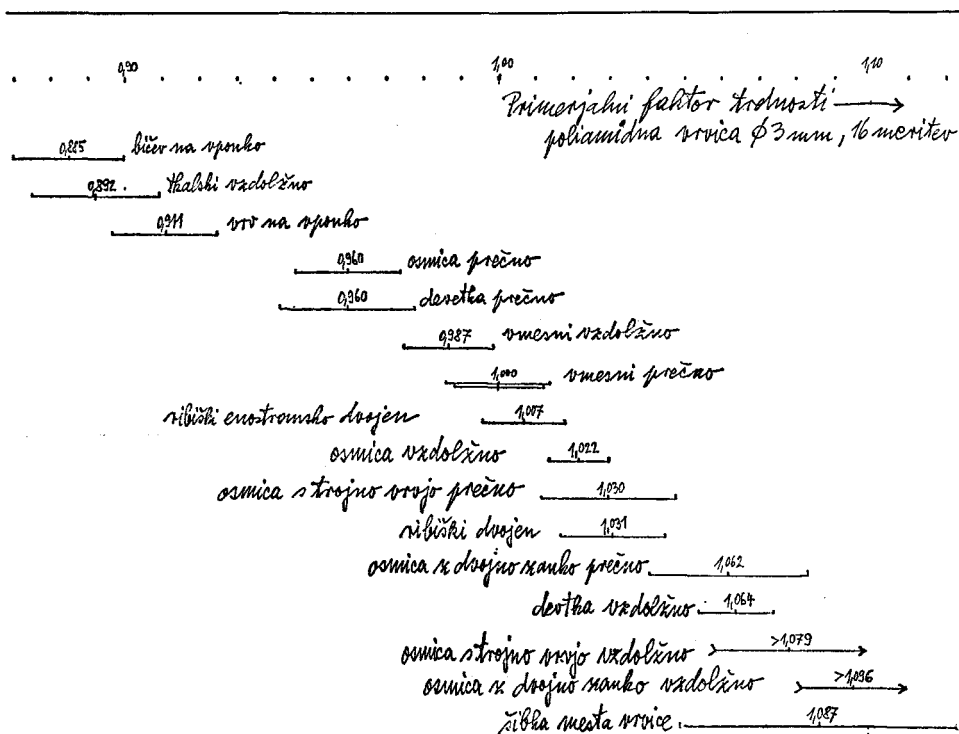 0,90 1,00 1,10
Primerjalni faktor trdnosti
poliamidna vrvica ϕ 3 mm, 16 meritev
0,885 bičev na vponko
0,892 tkalski vzdolžno
0,911 vrv na vponko
0,960 osmica prečno
0,960 devetka prečno
0,987 vmesni vzdolžno
1,000 vmesni prečno
ribiški enostransko dvojen 1,007
osmica vzdolžno 1,022
osmica s trojno vrvjo prečno 1,030
ribiški dvojen 1,031
osmica z dvojno zanko prečno 1,062
devtka vzdolžno 1,064
osmica s trojno vrvjo vzdolžno >1,079
osmica z dvojno zanko vzdolžno >1,096
šibka mesta vrvice 1,087